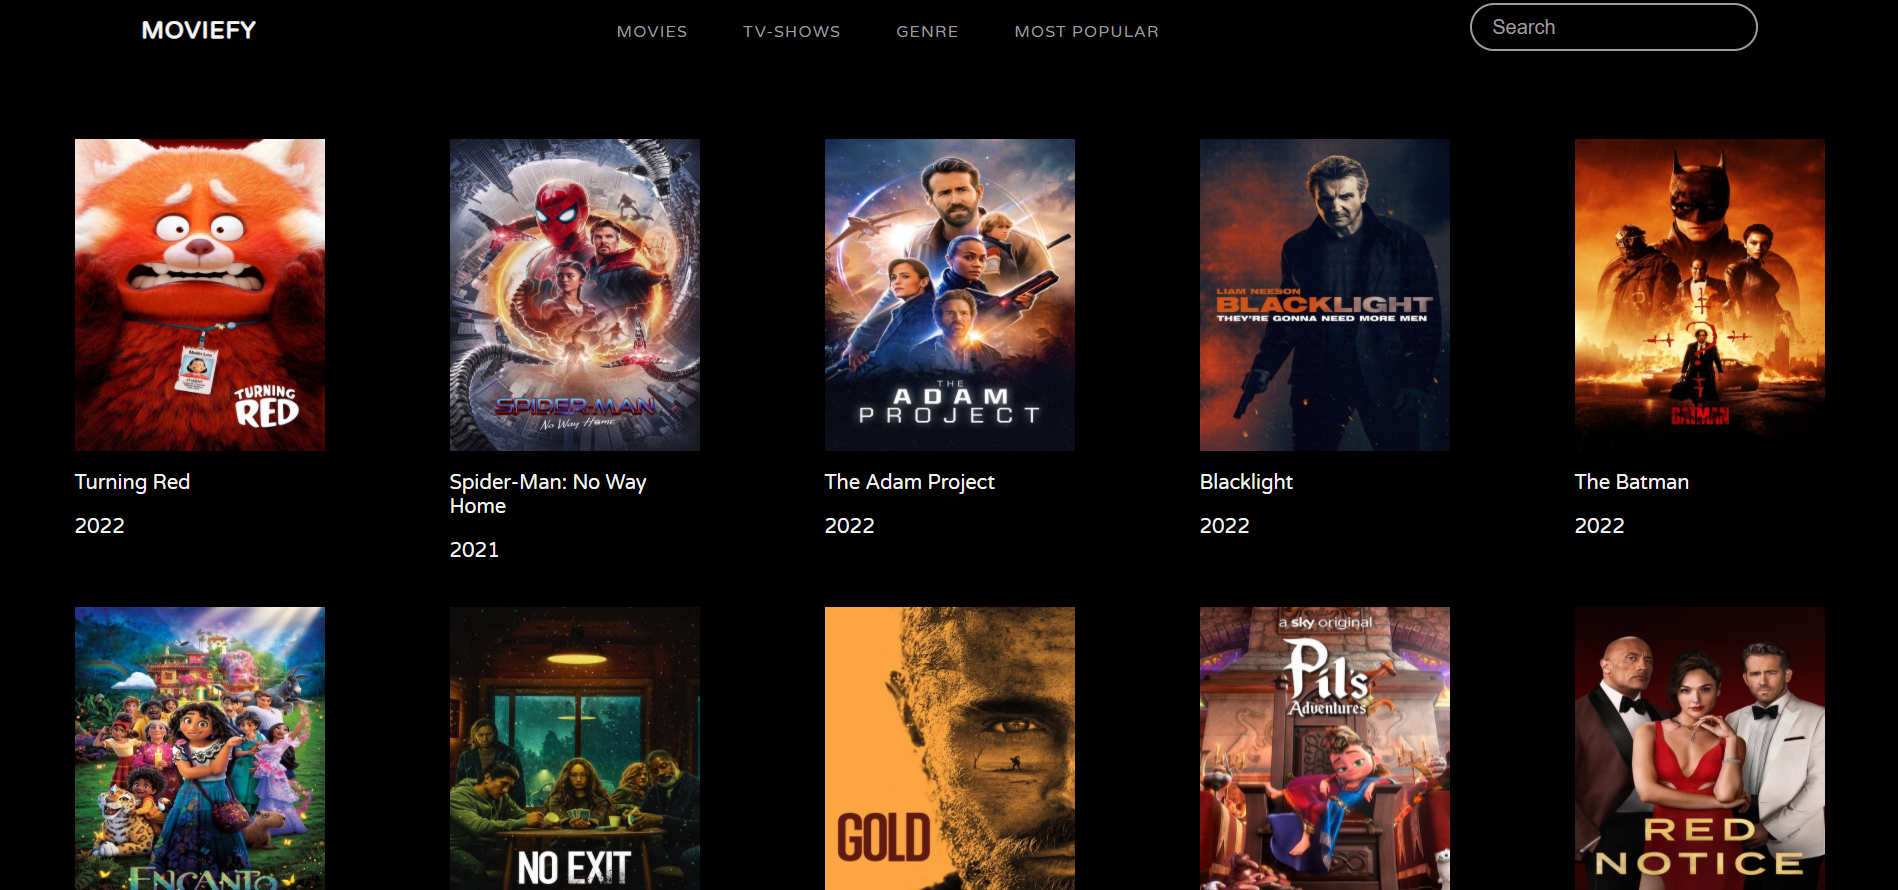 MOVIEFY
MOVIES
TV-SHOWS
GENRE
MOST POPULAR
Search
TURNING
RED
SPIDER-MAN
No Way Home
THE
ADAM
PROJECT
LIAM NEESON
BLACKLIGHT
THEY'RE GONNA NEED MORE MEN
BATMAN
Turning Red
2022
Spider-Man: No Way
Home
2021
The Adam Project
2022
Blacklight
2022
The Batman
2022
ENCANTO
NO EXIT
GOLD
a sky original
Pil's
Adventures
RED
NOTICE